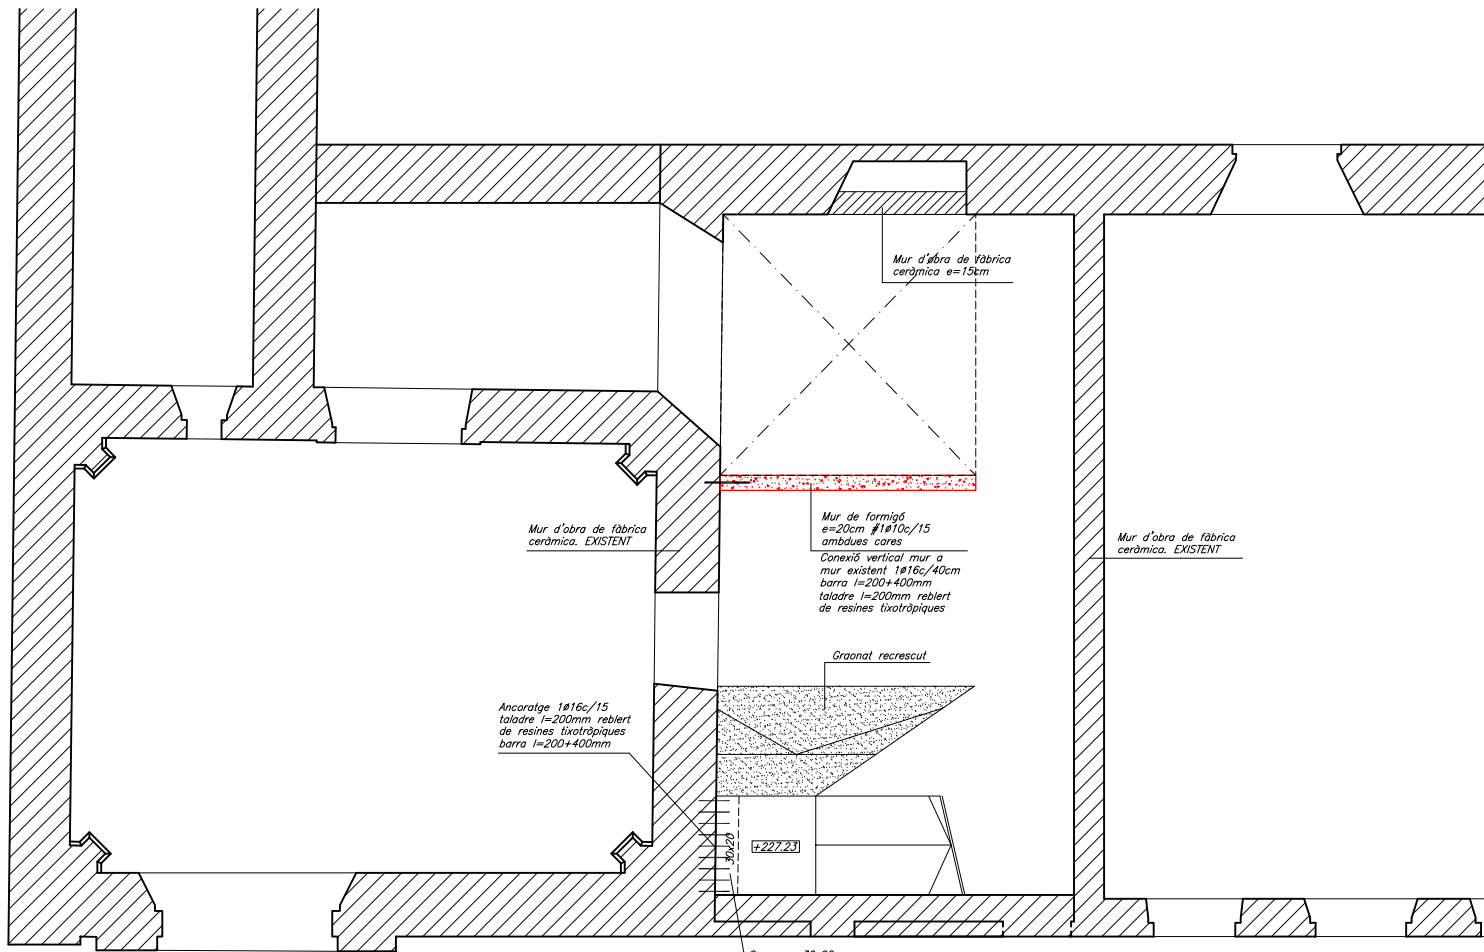 Mur d'obra de fàbrica
ceràmica e=15cm
Mur de formigó
e=20cm #1ø10c/15
ambdues cares
Conexió vertical mur a
mur existent 1ø16c/40cm
barra l=200+400mm
taladre l=200mm reblert
de resines tixotròpiques
Mur d'obra de fàbrica
ceràmica. EXISTENT
Mur d'obra de fàbrica
ceràmica. EXISTENT
Graonat recrescut
Ancoratge 1ø16c/15
taladre l=200mm reblert
de resines tixotròpiques
barra l=200+400mm
30x20
+227.23